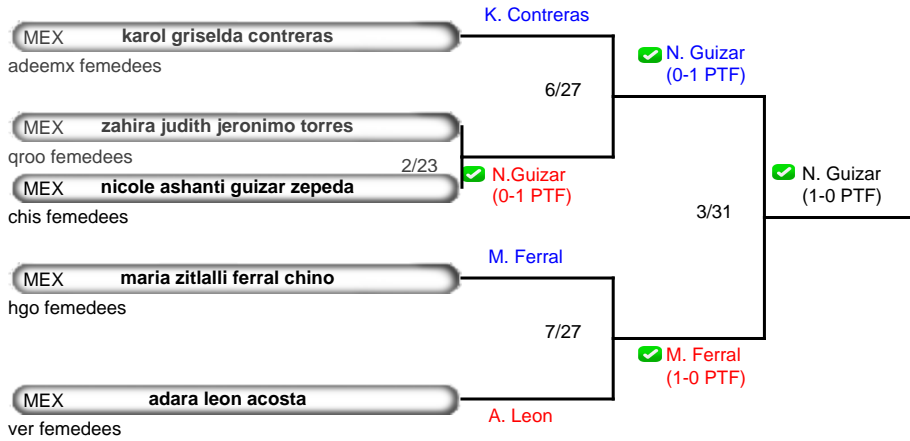 K. Contreras
MEX karol griselda contreras
adeemx femedees
N. Guizar
(0-1 PTF)
6/27
MEX zahira judith jeronimo torres
qroo femedees
2/23
N.Guizar
(0-1 PTF)
MEX nicole ashanti guizar zepeda
chis femedees
N. Guizar
(1-0 PTF)
3/31
M. Ferral
MEX maria zitlalli ferral chino
hgo femedees
7/27
M. Ferral
(1-0 PTF)
MEX adara leon acosta
ver femedees
A. Leon